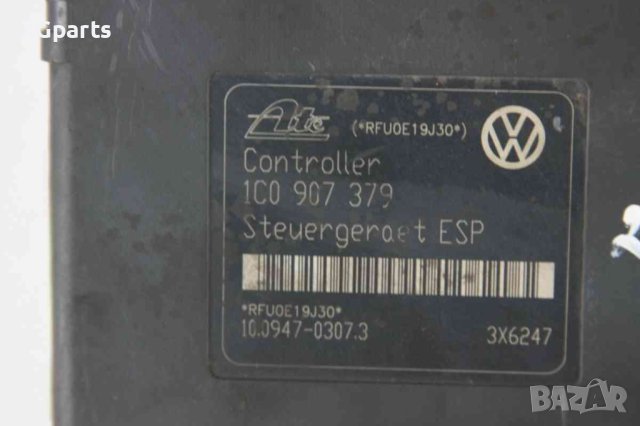 Gparts
Ate (*RFU0E19J30*)
Controller
1C0 907 379
Steuergeraet ESP
*RFU0E19J30*
10.0947-0307.3 3X6247
BAZAR